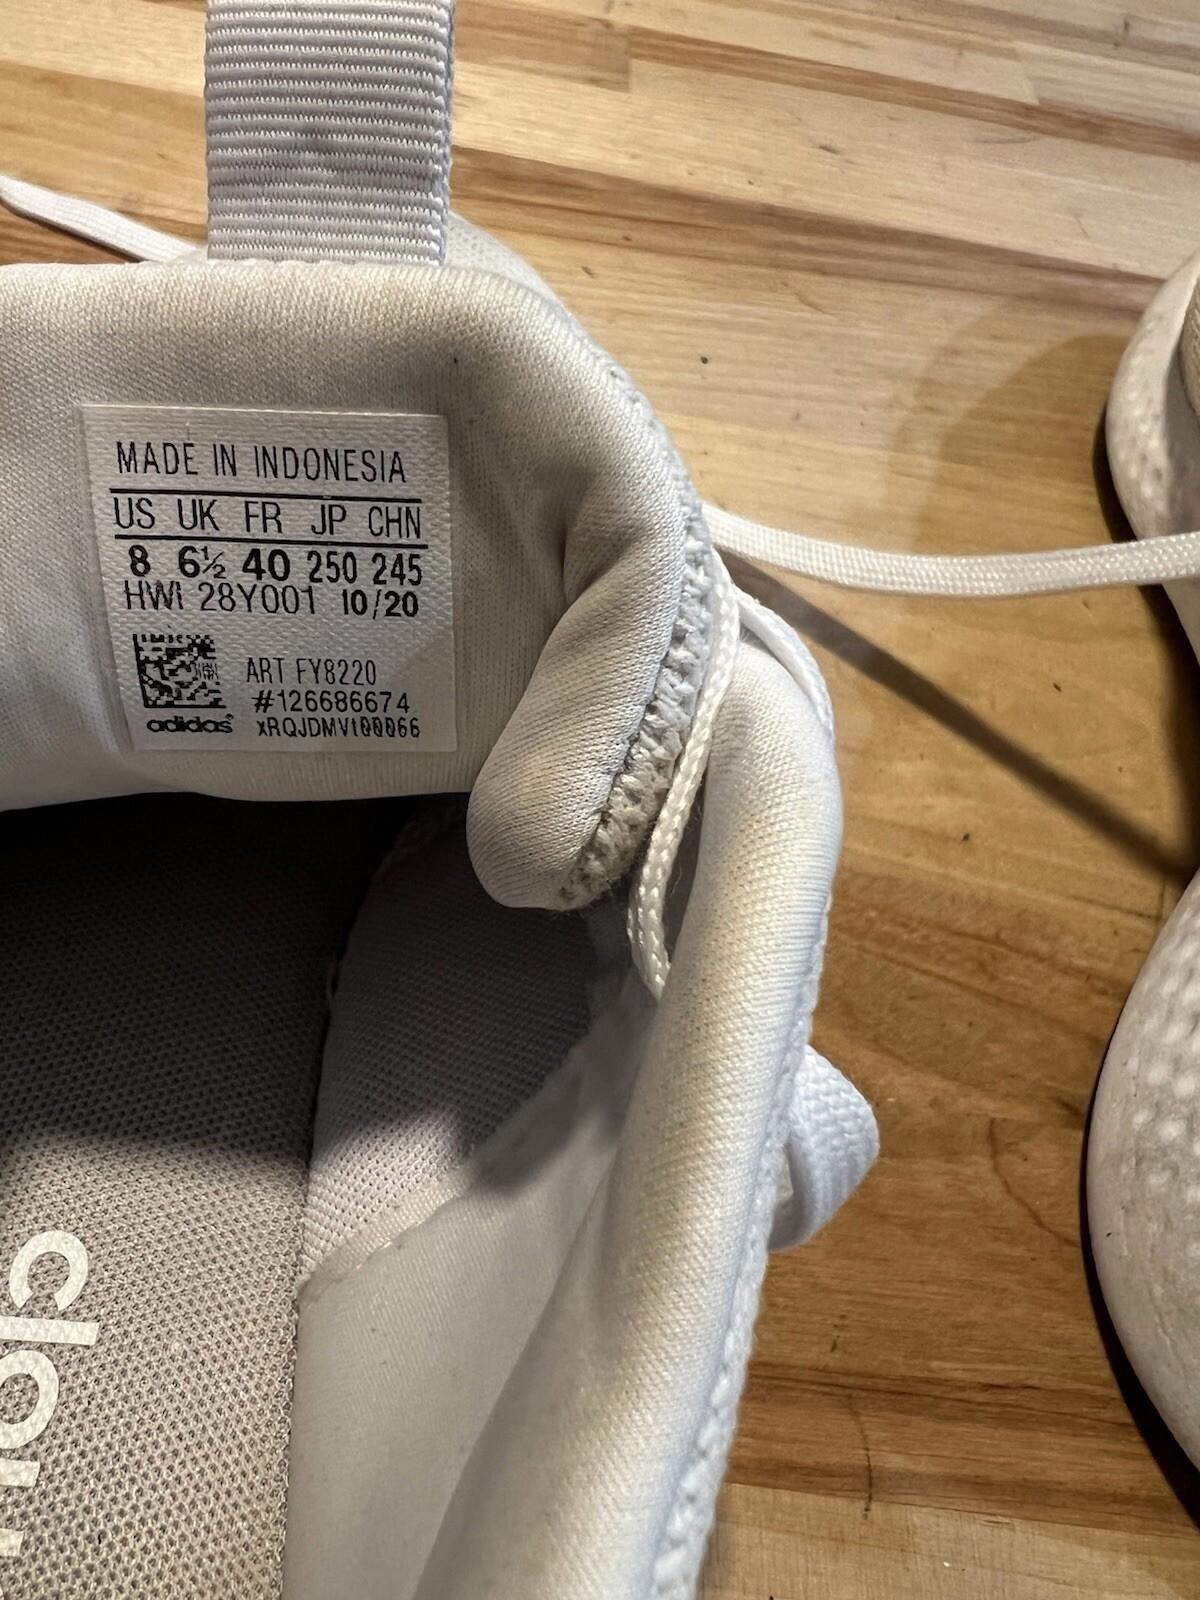 MADE IN INDONESIA
US UK FR JP CHN
8 6½ 40 250 245
HWI 28Y001 10/20
ART FY8220
#126686674
adidas
clou